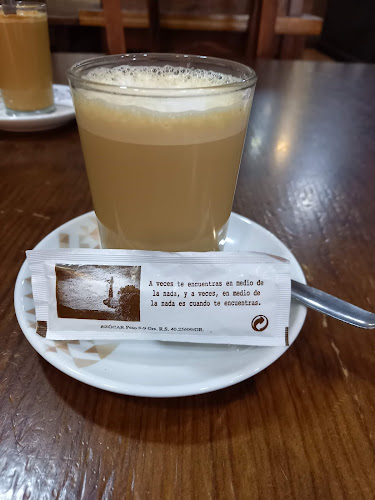 A veces te encuentras en medio de
la nada, y a veces, en medio de
la nada es cuando te encuentras.